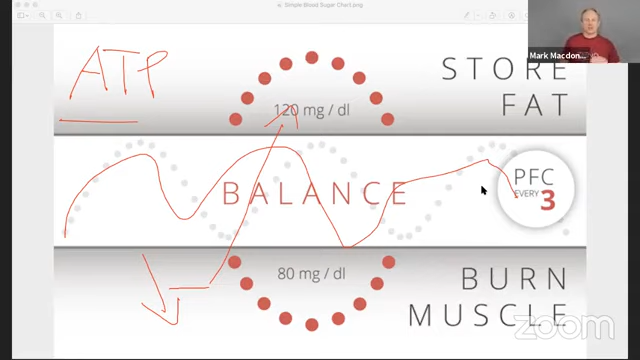 Simple Blood Sugar Chart.png
Mark Macdon...
ATP
STORE
FAT
120 mg / dl
BALANCE
PFC
EVERY 3
80 mg / dl
BURN
MUSCLE
zoom